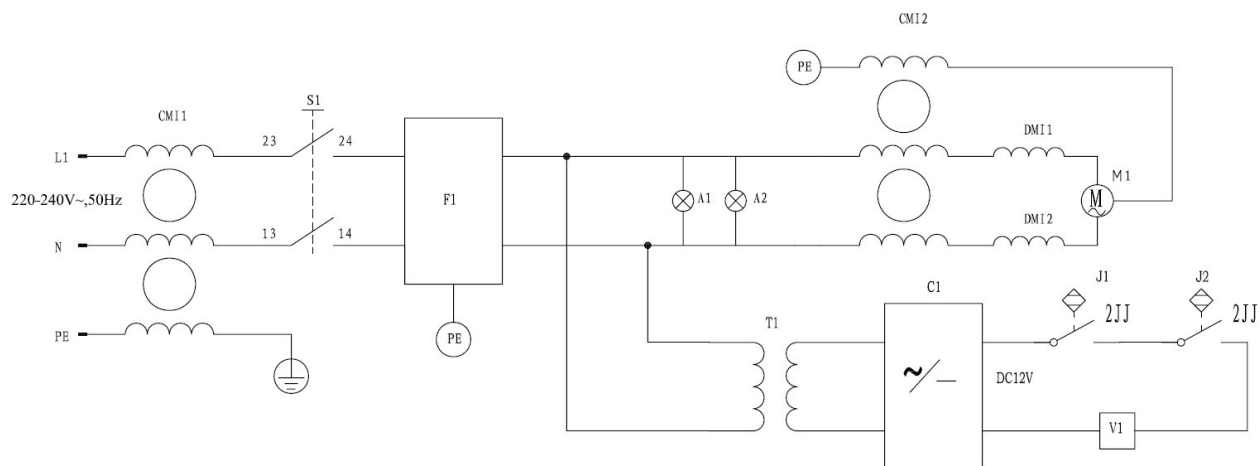 CMI2
PE
S1
CMI1
23
24
DMI1
L1
M1
M
220-240V~,50Hz
F1
A1
A2
DMI2
13
14
N
C1
J1
J2
2JJ
2JJ
T1
PE
PE
DC12V
V1